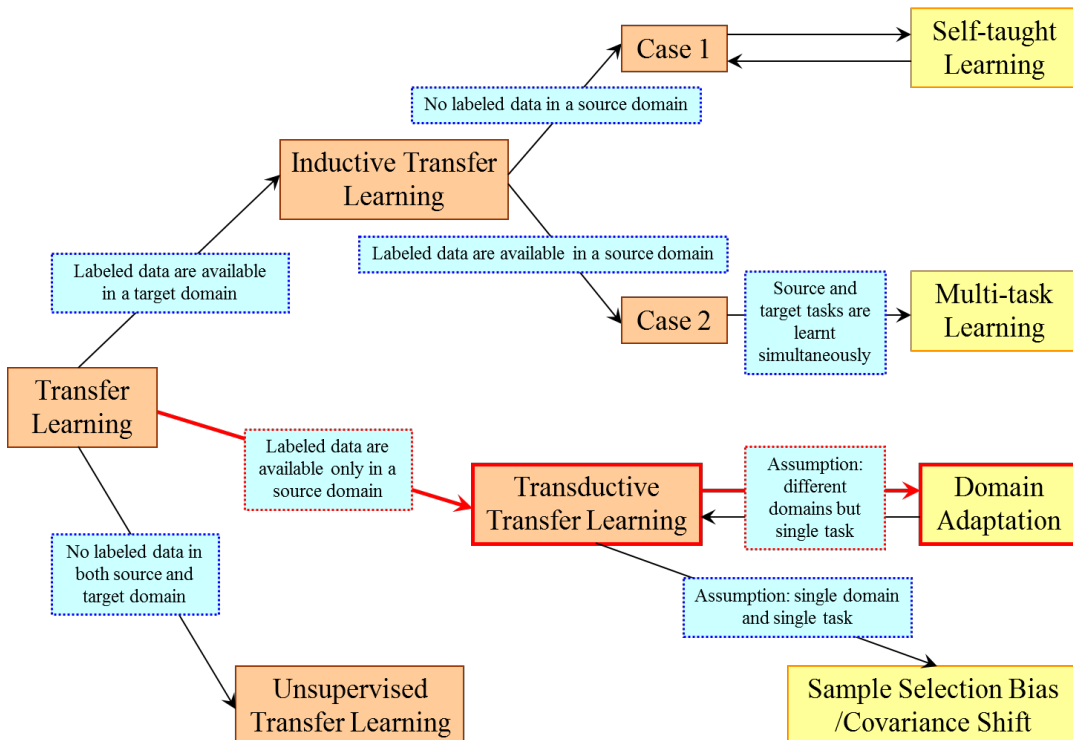 Case 1
Self-taught
Learning
No labeled data in a source domain
Inductive Transfer
Learning
Labeled data are available in a source domain
Labeled data are available
in a target domain
Case 2
Source and
target tasks are
learnt
simultaneously
Multi-task
Learning
Transfer
Learning
Labeled data are
available only in a
source domain
Transductive
Transfer Learning
Assumption:
different
domains but
single task
Domain
Adaptation
No labeled data in
both source and
target domain
Assumption: single domain
and single task
Unsupervised
Transfer Learning
Sample Selection Bias
/Covariance Shift